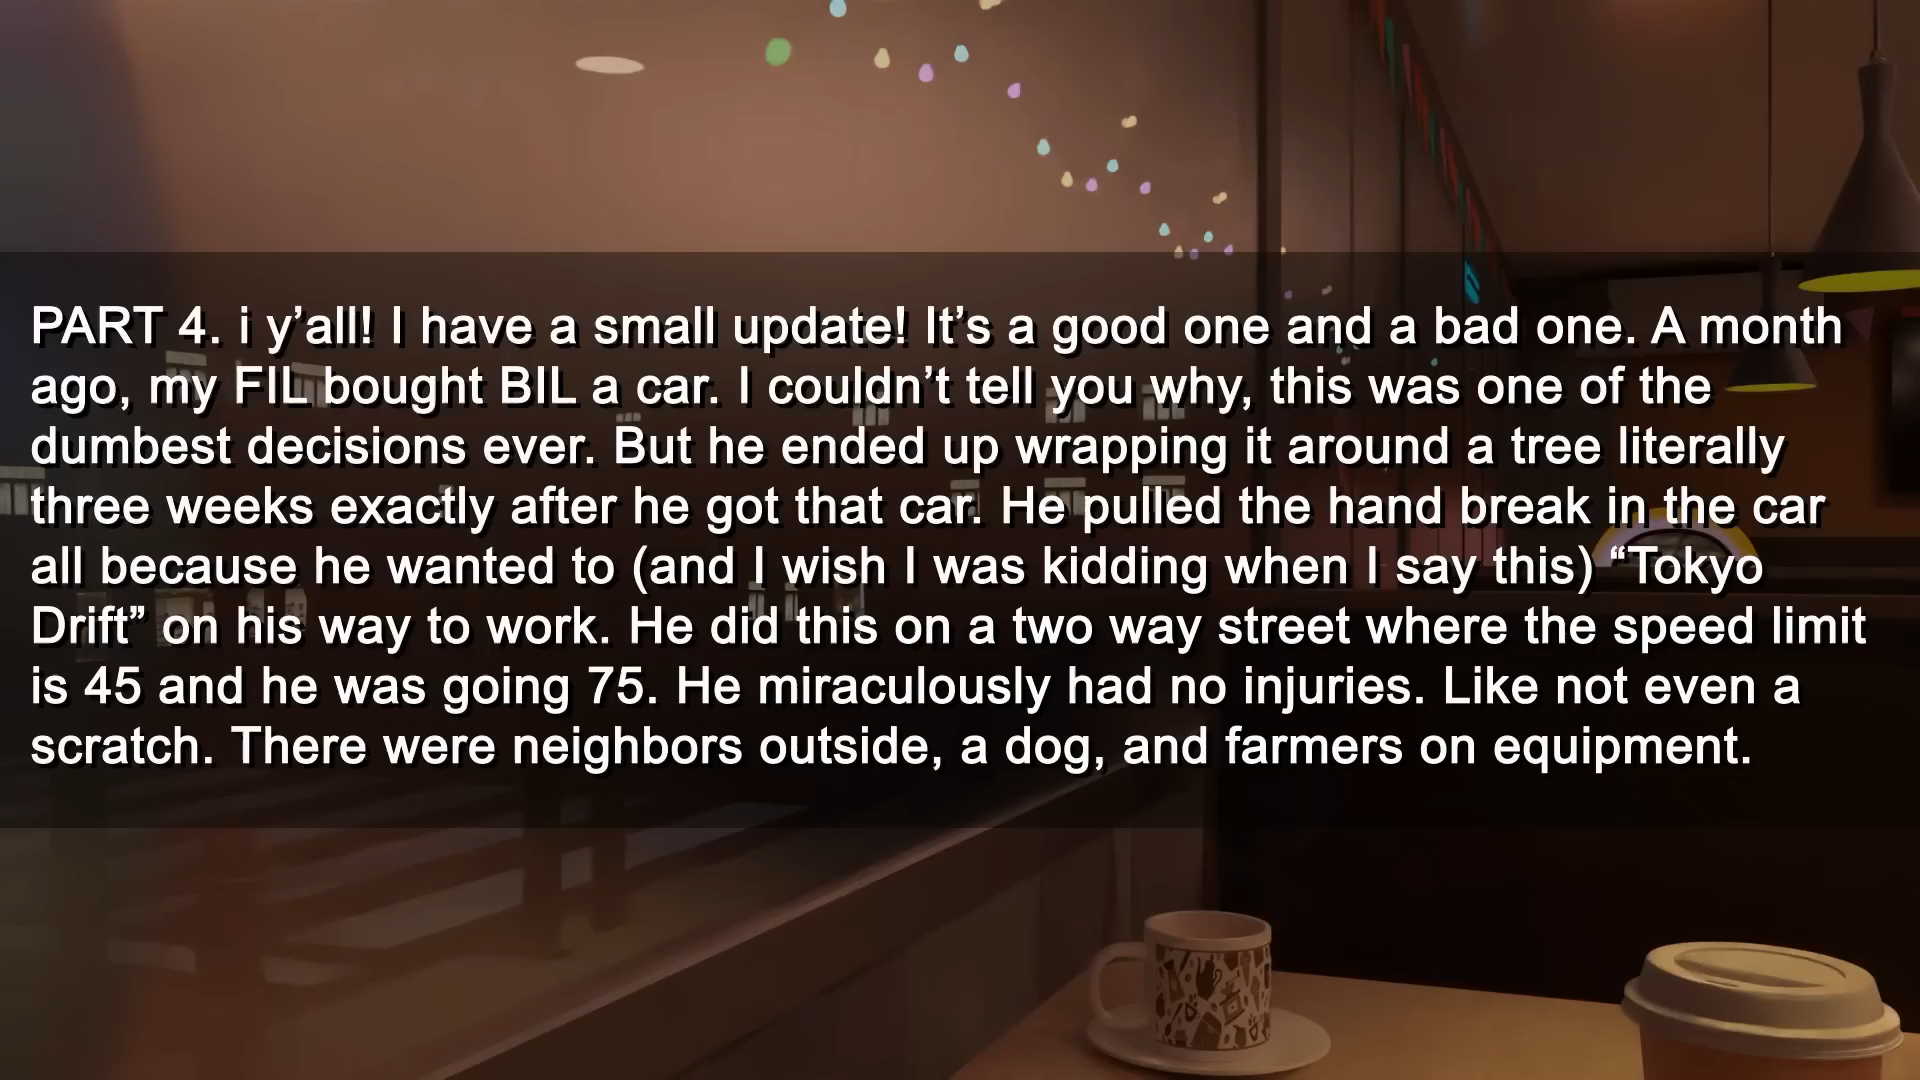 PART 4. i y’all! I have a small update! It’s a good one and a bad one. A month
ago, my FIL bought BIL a car. I couldn’t tell you why, this was one of the
dumbest decisions ever. But he ended up wrapping it around a tree literally
three weeks exactly after he got that car. He pulled the hand break in the car
all because he wanted to (and I wish I was kidding when I say this) “Tokyo
Drift” on his way to work. He did this on a two way street where the speed limit
is 45 and he was going 75. He miraculously had no injuries. Like not even a
scratch. There were neighbors outside, a dog, and farmers on equipment.